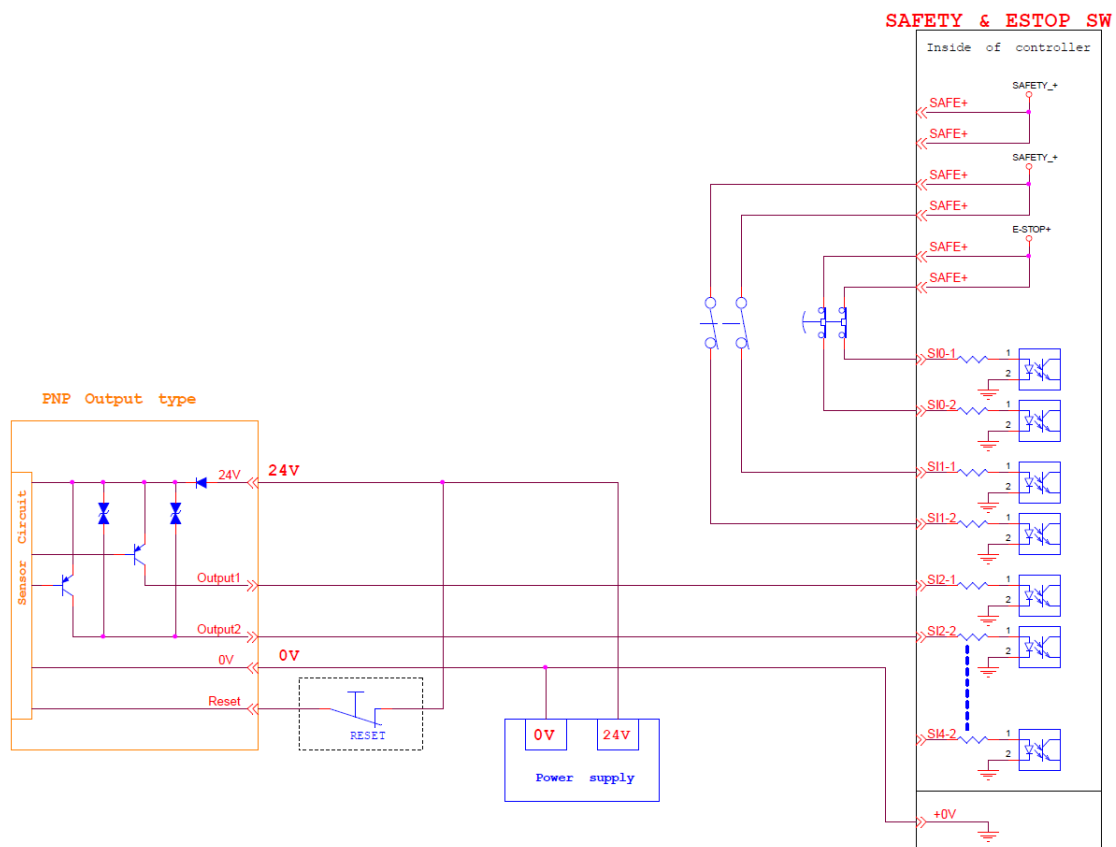 SAFETY & ESTOP SW
Inside of controller
SAFETY_+
SAFE+
SAFE+
SAFETY_+
SAFE+
SAFE+
E-STOP+
SAFE+
SAFE+
SI0-1
1
2
SI0-2
1
2
SI1-1
1
2
SI1-2
1
2
SI2-1
1
2
SI2-2
1
2
SI4-2
1
2
+0V
PNP Output type
Sensor Circuit
24V
24V
Output1
Output2
0V
0V
Reset
RESET
0V
24V
Power supply